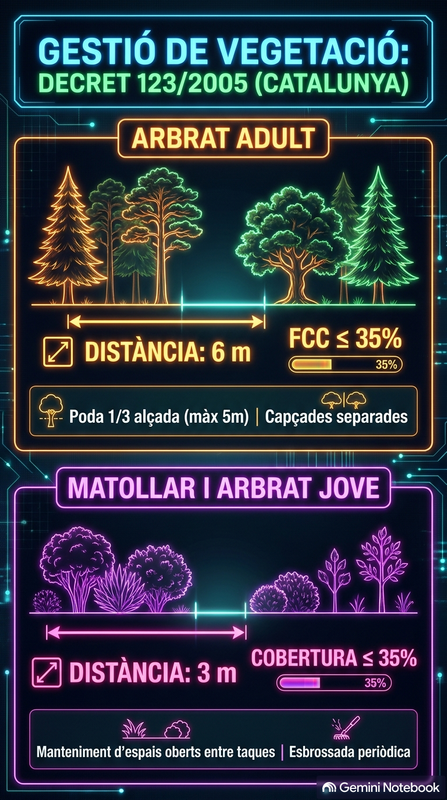 GESTIÓ DE VEGETACIÓ:
DECRET 123/2005 (CATALUNYA)
ARBRAT ADULT
DISTÀNCIA: 6 m
FCC ≤ 35%
35%
Poda 1/3 alçada (màx 5m) | Capçades separades
MATOLLAR I ARBRAT JOVE
DISTÀNCIA: 3 m
COBERTURA ≤ 35%
35%
Manteniment d'espais oberts entre taques | Esbrossada periòdica
Gemini Notebook